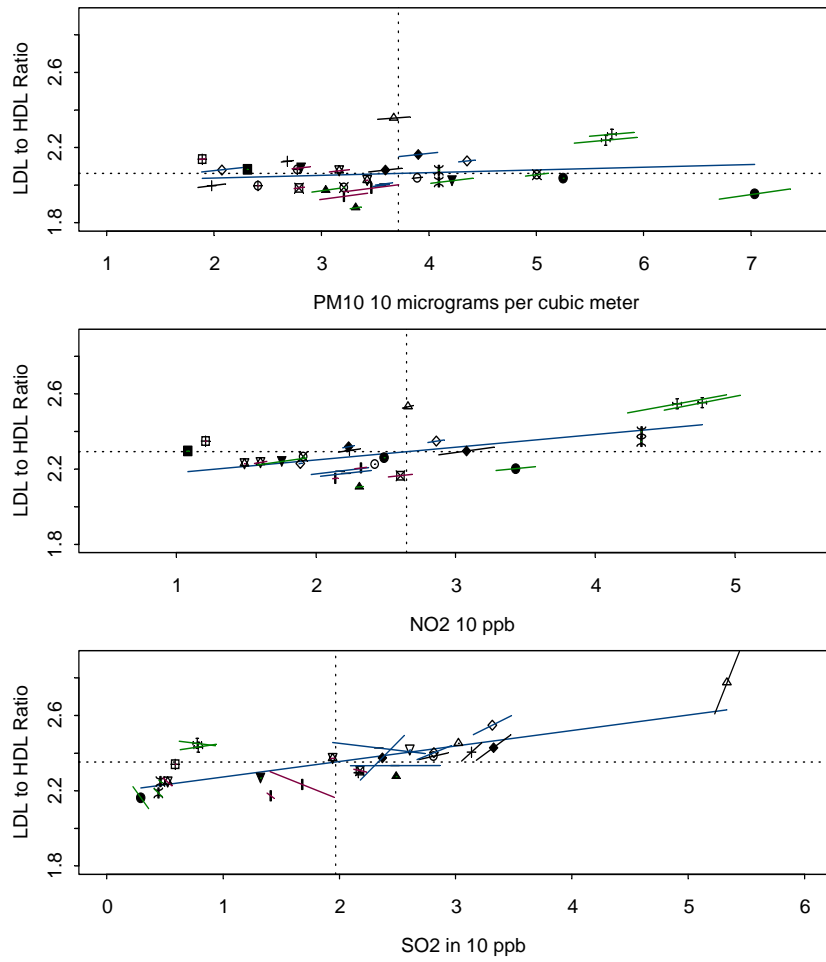 LDL to HDL Ratio
2.6
2.2
1.8
1 2 3 4 5 6 7
PM10 10 micrograms per cubic meter
LDL to HDL Ratio
2.6
2.2
1.8
1 2 3 4 5
NO2 10 ppb
LDL to HDL Ratio
2.6
2.2
1.8
0 1 2 3 4 5 6
SO2 in 10 ppb